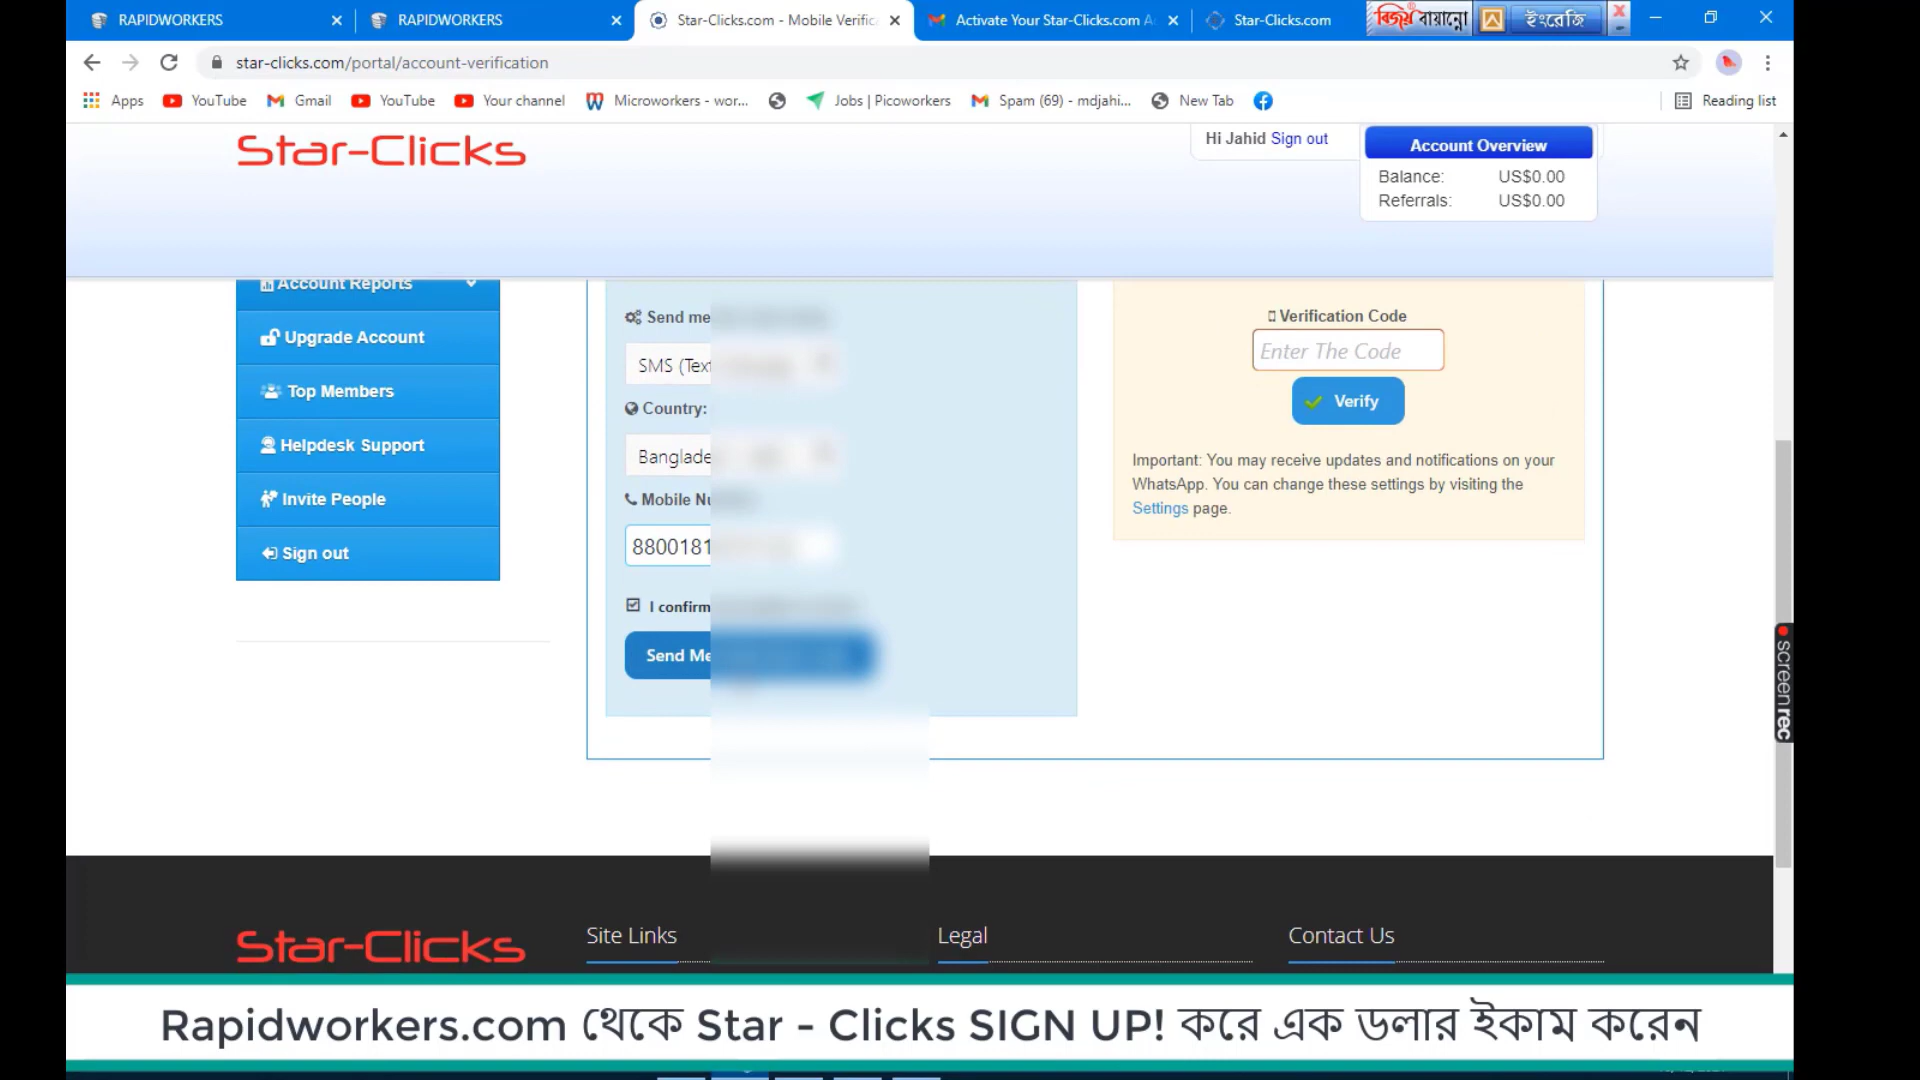 RAPIDWORKERS
RAPIDWORKERS
Star-Clicks.com - Mobile Verific
Activate Your Star-Clicks.com A
Star-Clicks.com
বিজয়® বায়ান্নো
ইংরেজি
star-clicks.com/portal/account-verification
Apps
YouTube
Gmail
YouTube
Your channel
Microworkers - wor...
Jobs | Picoworkers
Spam (69) - mdjahi...
New Tab
Reading list
Star-Clicks
Hi Jahid Sign out
Account Overview
Balance: US$0.00
Referrals: US$0.00
Account Reports
Upgrade Account
Top Members
Helpdesk Support
Invite People
Sign out
Send me
SMS (Tex
Country:
Banglade
Mobile Nu
8800181
I confirm
Send Me
Verification Code
Enter The Code
Verify
Important: You may receive updates and notifications on your
WhatsApp. You can change these settings by visiting the
Settings page.
screenrec
Star-Clicks
Site Links
Legal
Contact Us
Rapidworkers.com থেকে Star - Clicks SIGN UP! করে এক ডলার ইকাম করেন